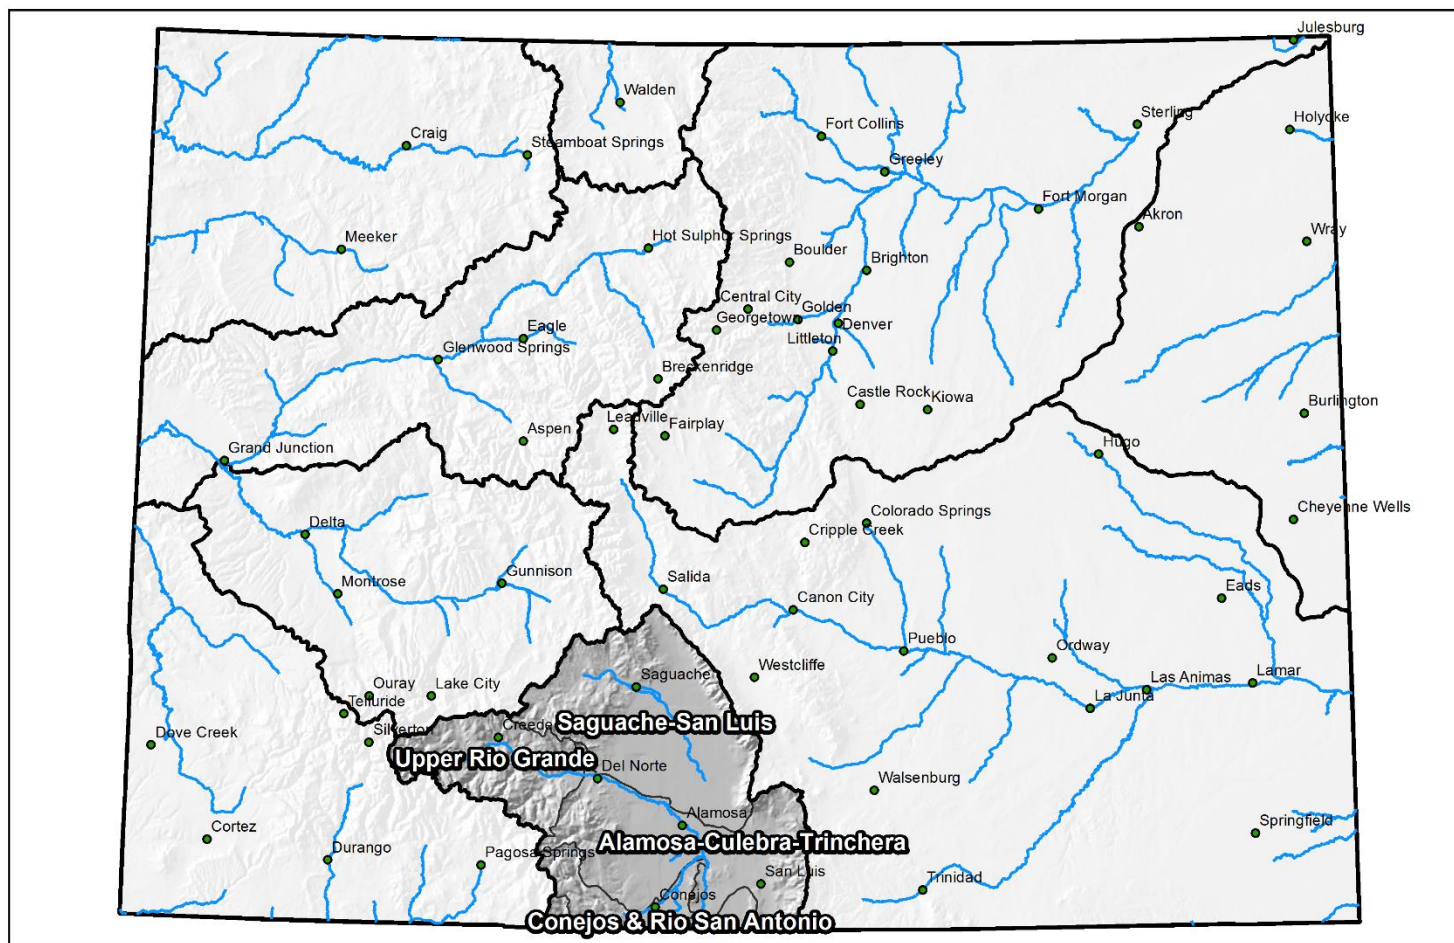 Julesburg
Walden
Holyoke
Sterling
Fort Collins
Craig
Steamboat Springs
Greeley
Fort Morgan
Akron
Wray
Meeker
Hot Sulphur Springs
Boulder
Brighton
Central City
Golden
Georgetown
Denver
Eagle
Littleton
Glenwood Springs
Breckenridge
Castle Rock
Kiowa
Burlington
Leadville
Fairplay
Aspen
Hugo
Grand Junction
Cheyenne Wells
Colorado Springs
Delta
Cripple Creek
Gunnison
Montrose
Salida
Eads
Canon City
Pueblo
Ordway
Westcliffe
Saguache
Lamar
Las Animas
Ouray
Lake City
La Junta
Telluride
Saguache-San Luis
Creede
Silverton
Dove Creek
Upper Rio Grande
Del Norte
Walsenburg
Alamosa
Springfield
Cortez
Alamosa-Culebra-Trinchera
Durango
Pagosa Springs
San Luis
Trinidad
Conejos
Conejos & Rio San Antonio